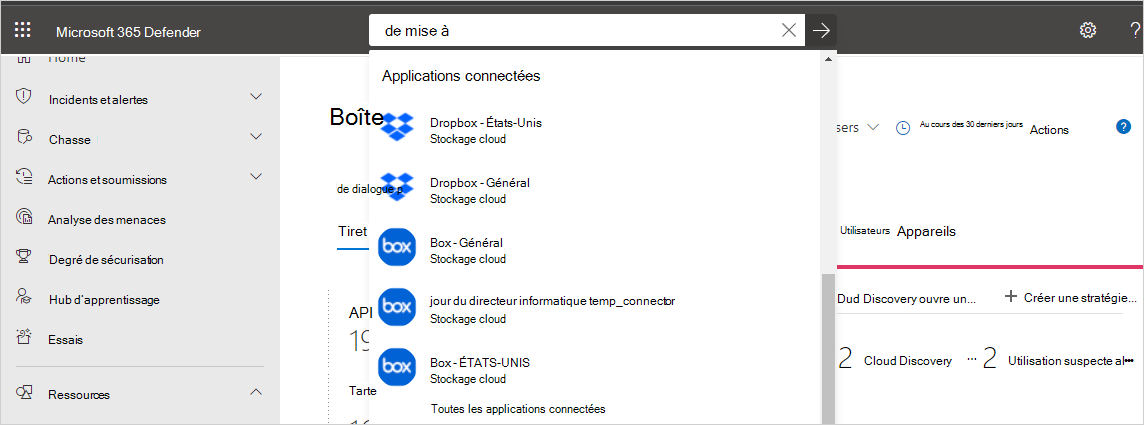 Microsoft 365 Defender
de mise à
?
Home
Incidents et alertes
Chasse
Actions et soumissions
Analyse des menaces
Degré de sécurisation
Hub d'apprentissage
Essais
Ressources
Boîte
de dialogue p
Tiret
API
19
Tarte
Applications connectées
Dropbox - États-Unis
Stockage cloud
Dropbox - Général
Stockage cloud
box
Box - Général
Stockage cloud
box
jour du directeur informatique temp_connector
Stockage cloud
box
Box - ÉTATS-UNIS
Stockage cloud
Toutes les applications connectées
sers
Au cours des 30 derniers jours
Actions
?
Utilisateurs
Appareils
Dud Discovery ouvre un...
Créer une stratégie...
2 Cloud Discovery
... 2 Utilisation suspecte al...